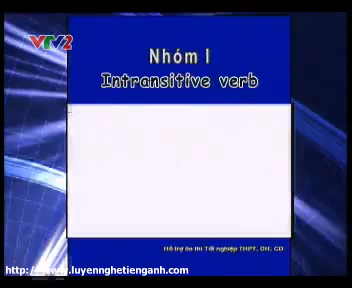 VTV2
Nhóm I
Intransitive verb
Hỗ trợ ôn thi Tốt nghiệp THPT, ĐH, CĐ
http://www.luyennghetienganh.com